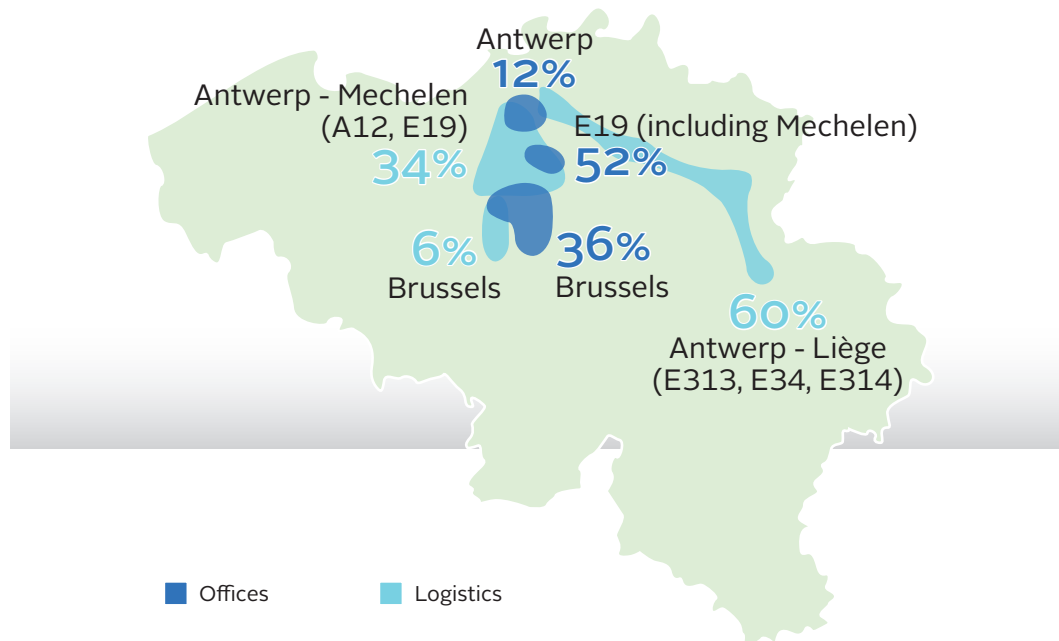 Antwerp
12%
Antwerp - Mechelen
(A12, E19)
34%
E19 (including Mechelen)
52%
6%
Brussels
36%
Brussels
60%
Antwerp - Liège
(E313, E34, E314)
Offices
Logistics